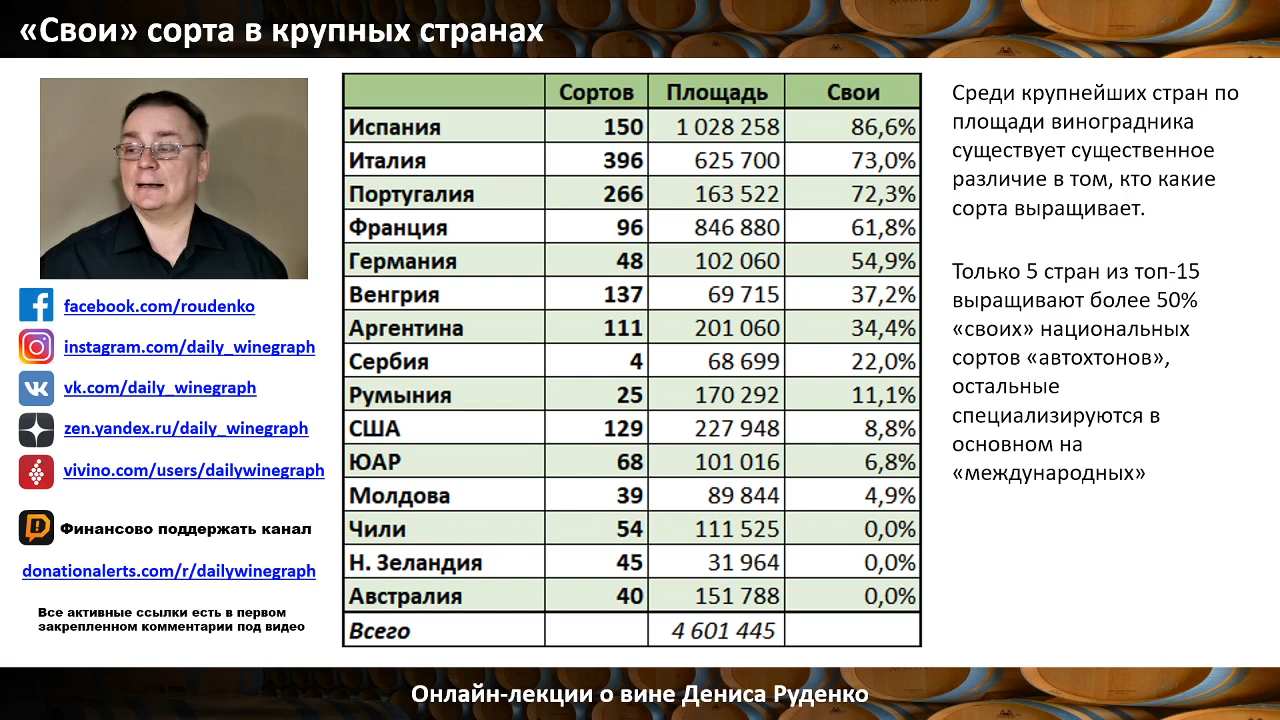 «Свои» сорта в крупных странах
facebook.com/roudenko
instagram.com/daily_winegraph
vk.com/daily_winegraph
zen.yandex.ru/daily_winegraph
vivino.com/users/dailywinegraph
Финансово поддержать канал
donationalerts.com/r/dailywinegraph
Все активные ссылки есть в первом
закрепленном комментарии под видео
Сортов Площадь Свои
Испания 150 1 028 258 86,6%
Италия 396 625 700 73,0%
Португалия 266 163 522 72,3%
Франция 96 846 880 61,8%
Германия 48 102 060 54,9%
Венгрия 137 69 715 37,2%
Аргентина 111 201 060 34,4%
Сербия 4 68 699 22,0%
Румыния 25 170 292 11,1%
США 129 227 948 8,8%
ЮАР 68 101 016 6,8%
Молдова 39 89 844 4,9%
Чили 54 111 525 0,0%
Н. Зеландия 45 31 964 0,0%
Австралия 40 151 788 0,0%
Всего 4 601 445
Среди крупнейших стран по
площади виноградника
существует существенное
различие в том, кто какие
сорта выращивает.
Только 5 стран из топ-15
выращивают более 50%
«своих» национальных
сортов «автохтонов»,
остальные
специализируются в
основном на
«международных»
Онлайн-лекции о вине Дениса Руденко